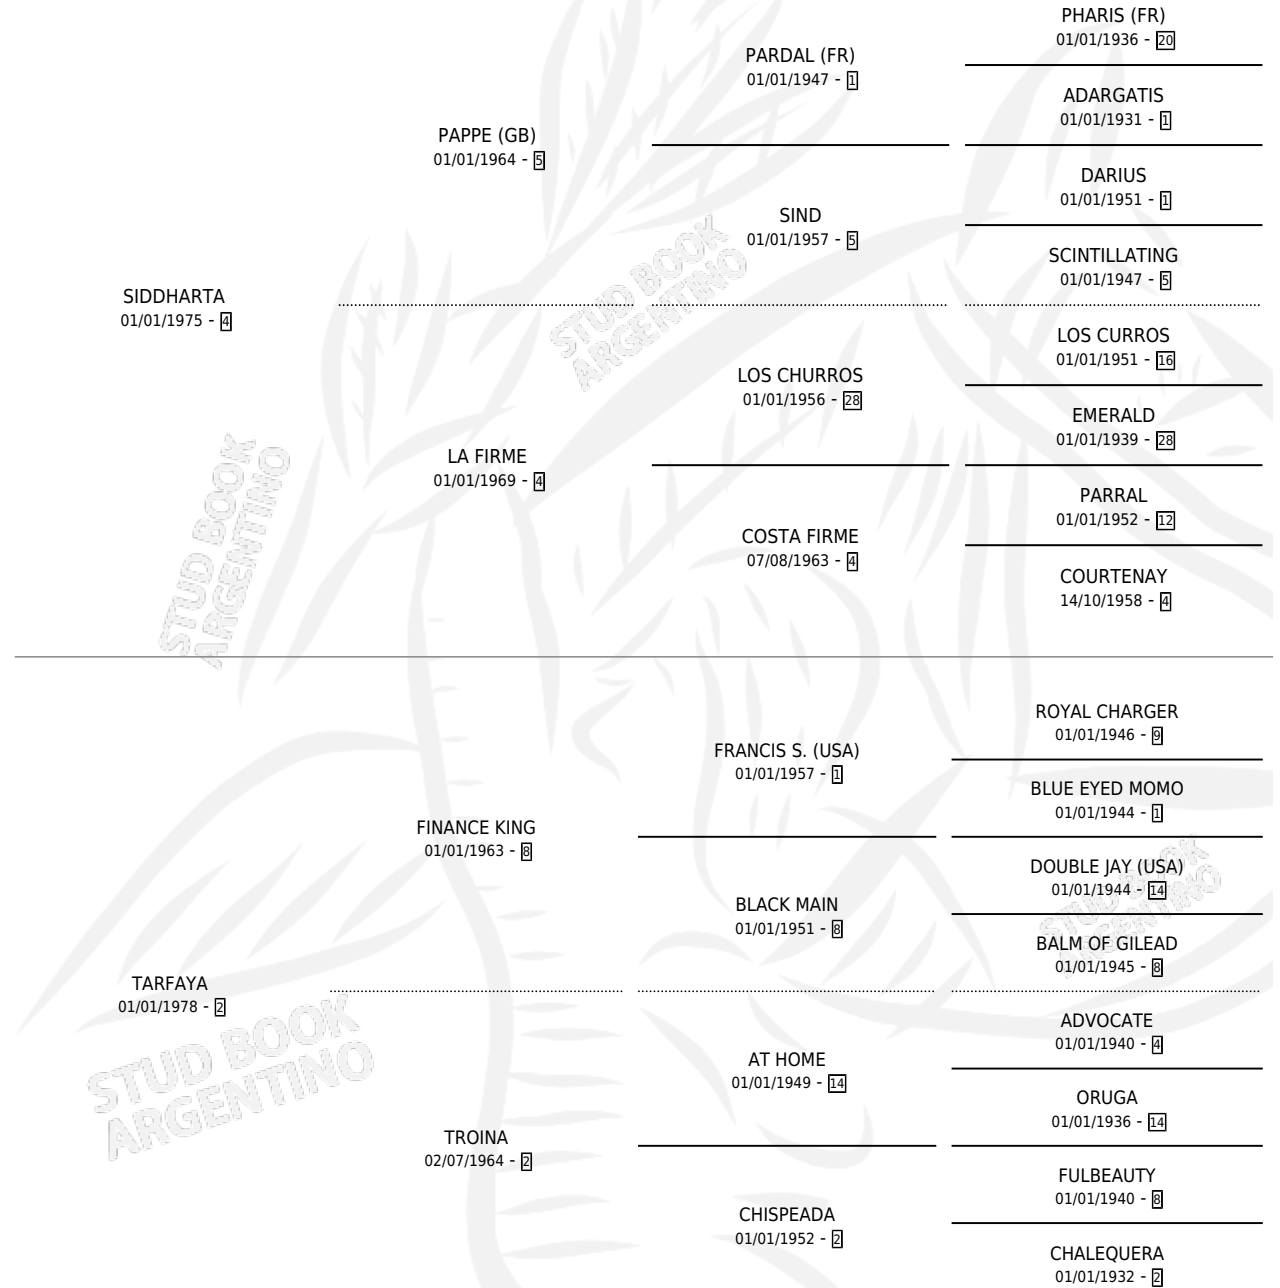 PHARIS (FR)
01/01/1936 - 20
PARDAL (FR)
01/01/1947 - 1
ADARGATIS
01/01/1931 - 1
PAPPE (GB)
01/01/1964 - 5
DARIUS
01/01/1951 - 1
SIND
01/01/1957 - 5
SCINTILLATING
01/01/1947 - 5
SIDDHARTA
01/01/1975 - 4
STUD BOOK
ARGENTINO
LOS CURROS
01/01/1951 - 16
LOS CHURROS
01/01/1956 - 28
EMERALD
01/01/1939 - 28
LA FIRME
01/01/1969 - 4
PARRAL
01/01/1952 - 12
COSTA FIRME
07/08/1963 - 4
COURTENAY
14/10/1958 - 4
STUD BOOK
ARGENTINO
ROYAL CHARGER
01/01/1946 - 9
FRANCIS S. (USA)
01/01/1957 - 1
BLUE EYED MOMO
01/01/1944 - 1
FINANCE KING
01/01/1963 - 8
DOUBLE JAY (USA)
01/01/1944 - 14
BLACK MAIN
01/01/1951 - 8
STUD BOOK
ARGENTINO
BALM OF GILEAD
01/01/1945 - 8
TARFAYA
01/01/1978 - 2
ADVOCATE
01/01/1940 - 4
AT HOME
01/01/1949 - 14
STUD BOOK
ARGENTINO
ORUGA
01/01/1936 - 14
TROINA
02/07/1964 - 2
FULBEAUTY
01/01/1940 - 8
CHISPEADA
01/01/1952 - 2
CHALEQUERA
01/01/1932 - 2